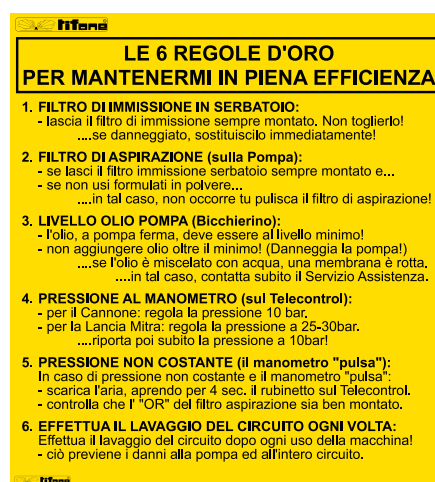 tifone
LE 6 REGOLE D'ORO
PER MANTENERMI IN PIENA EFFICIENZA
1. FILTRO DI IMMISSIONE IN SERBATOIO:
- lascia il filtro di immissione sempre montato. Non toglierlo!
....se danneggiato, sostituiscilo immediatamente!
2. FILTRO DI ASPIRAZIONE (sulla Pompa):
- se lasci il filtro immissione serbatoio sempre montato e...
- se non usi formulati in polvere...
....in tal caso, non occorre tu pulisca il filtro di aspirazione!
3. LIVELLO OLIO POMPA (Bicchierino):
- l'olio, a pompa ferma, deve essere al livello minimo!
- non aggiungere olio oltre il minimo! (Danneggia la pompa!)
....se l'olio è miscelato con acqua, una membrana è rotta.
....in tal caso, contatta subito il Servizio Assistenza.
4. PRESSIONE AL MANOMETRO (sul Telecontrol):
- per il Cannone: regola la pressione 10 bar.
- per la Lancia Mitra: regola la pressione a 25-30bar.
....riporta poi subito la pressione a 10bar!
5. PRESSIONE NON COSTANTE (il manometro "pulsa"):
In caso di pressione non costante e il manometro "pulsa":
- scarica l'aria, aprendo per 4 sec. il rubinetto sul Telecontrol.
- controlla che l' "OR" del filtro aspirazione sia ben montato.
6. EFFETTUA IL LAVAGGIO DEL CIRCUITO OGNI VOLTA:
Effettua il lavaggio del circuito dopo ogni uso della macchina!
- ciò previene i danni alla pompa ed all'intero circuito.
tifone